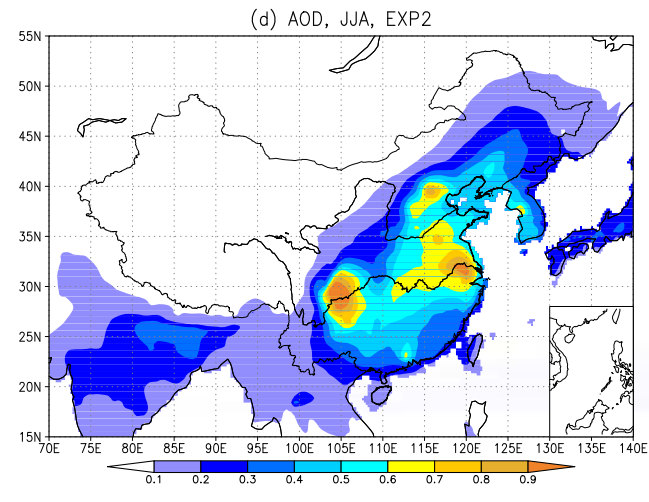 (d) AOD, JJA, EXP2
55N
50N
45N
40N
35N
30N
25N
20N
15N
70E 75E 80E 85E 90E 95E 100E 105E 110E 115E 120E 125E 130E 135E 140E
0.1 0.2 0.3 0.4 0.5 0.6 0.7 0.8 0.9